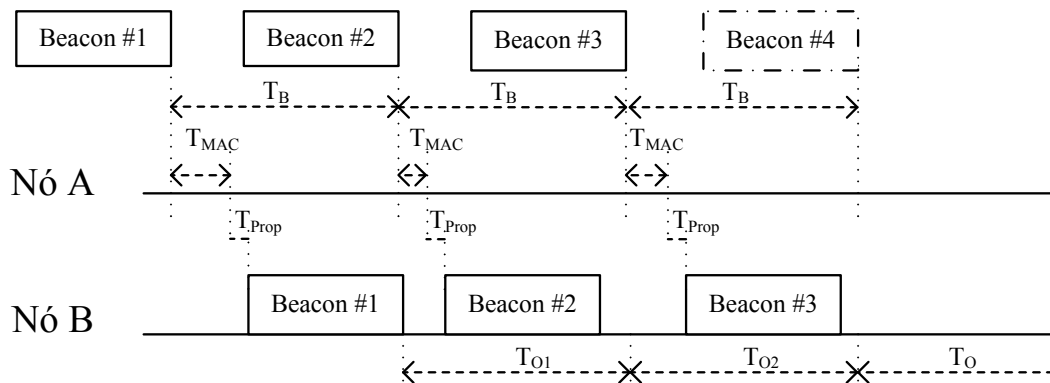 Beacon #1 Beacon #2 Beacon #3 Beacon #4
T_B T_B T_B
T_MAC T_MAC T_MAC
Nó A
T_Prop T_Prop T_Prop
Beacon #1 Beacon #2 Beacon #3
Nó B
T_O1 T_O2 T_O